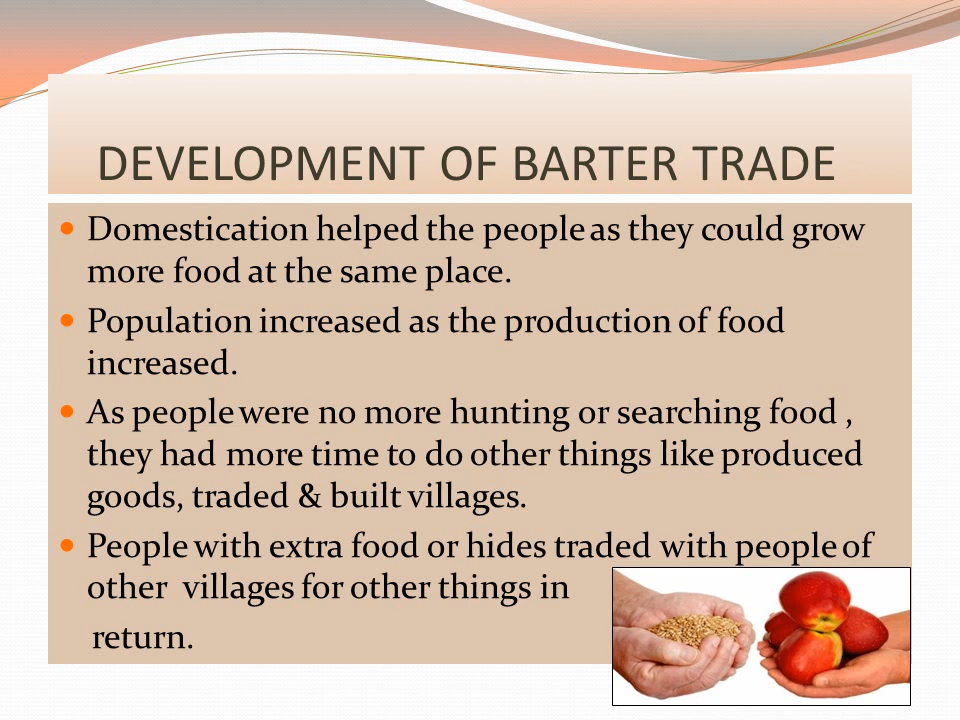 DEVELOPMENT OF BARTER TRADE
Domestication helped the people as they could grow
more food at the same place.
Population increased as the production of food
increased.
As people were no more hunting or searching food ,
they had more time to do other things like produced
goods, traded & built villages.
People with extra food or hides traded with people of
other villages for other things in
return.